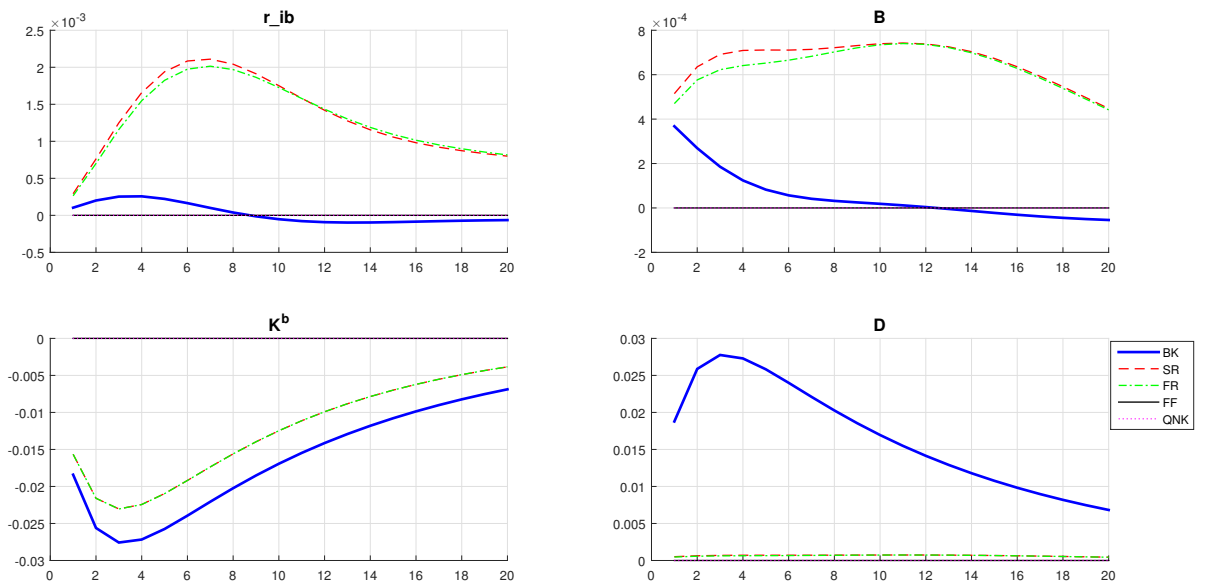 r_ib
×10⁻³
2.5
2
1.5
1
0.5
0
-0.5
0 2 4 6 8 10 12 14 16 18 20
B
×10⁻⁴
8
6
4
2
0
-2
0 2 4 6 8 10 12 14 16 18 20
Kᵇ
0
-0.005
-0.01
-0.015
-0.02
-0.025
-0.03
0 2 4 6 8 10 12 14 16 18 20
D
0.03
0.025
0.02
0.015
0.01
0.005
0
0 2 4 6 8 10 12 14 16 18 20
BK
SR
FR
FF
QNK